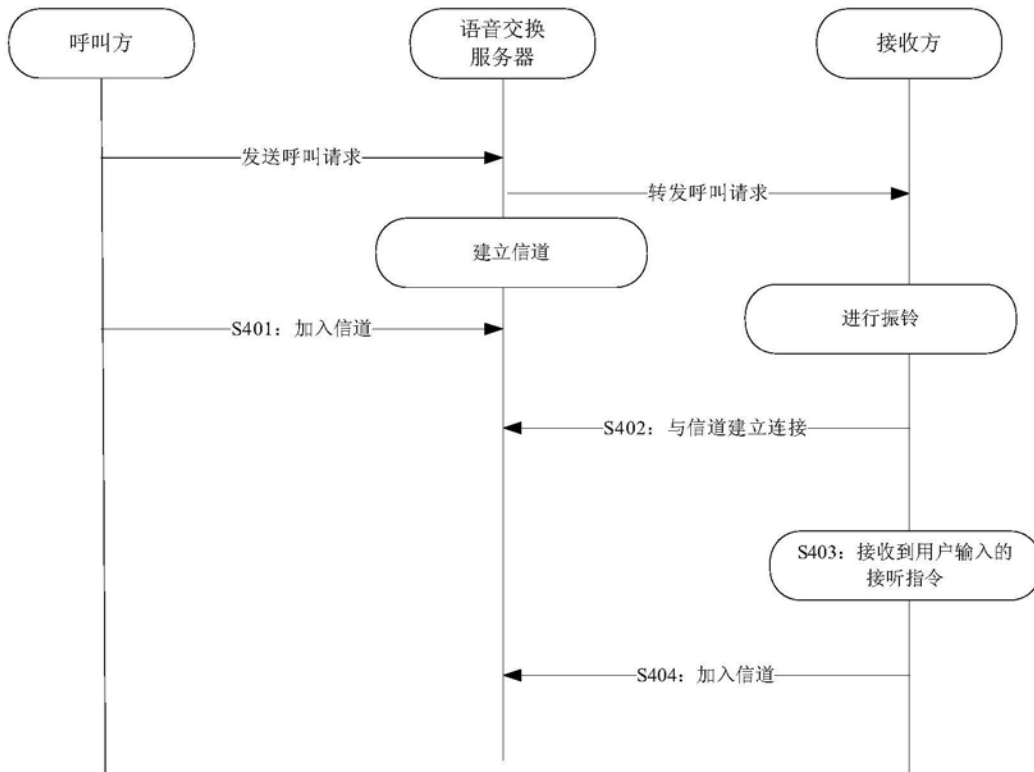 呼叫方
语音交换
服务器
接收方
发送呼叫请求
转发呼叫请求
建立信道
进行振铃
S401：加入信道
S402：与信道建立连接
S403：接收到用户输入的
接听指令
S404：加入信道